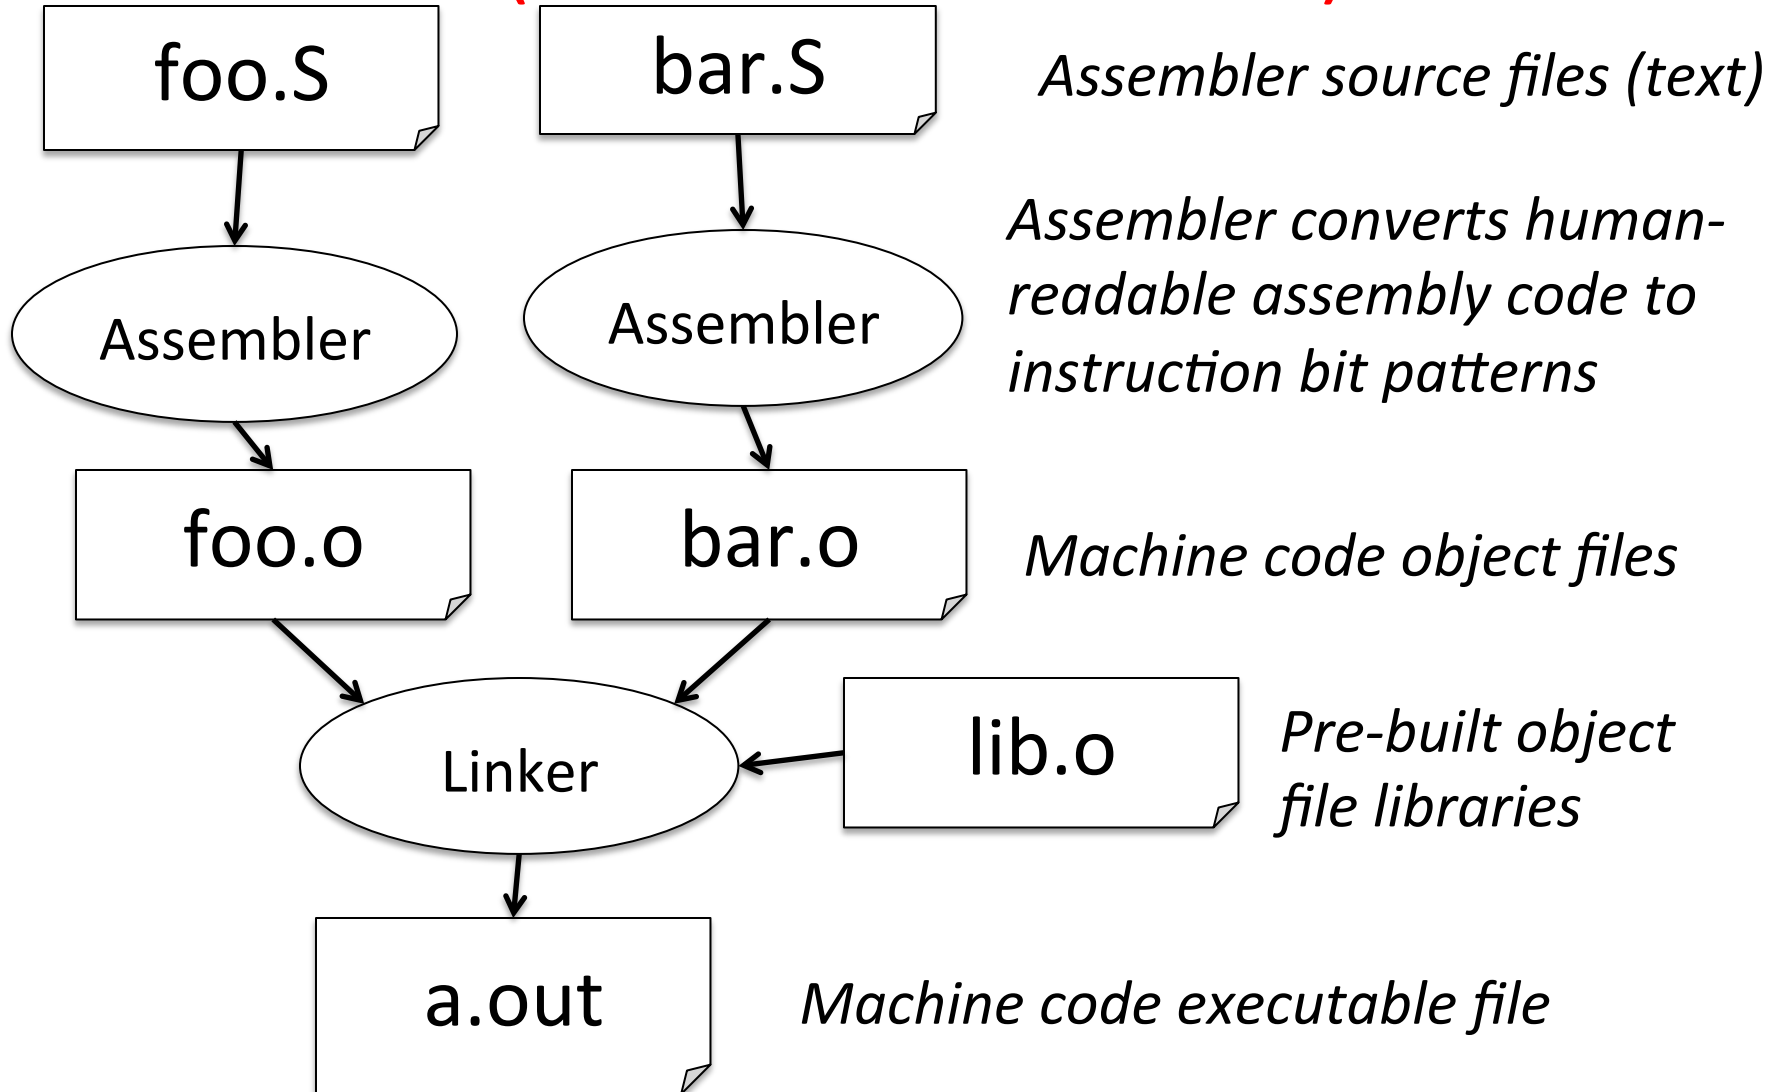 foo.S
bar.S
Assembler source files (text)
Assembler converts human-
readable assembly code to
instruction bit patterns
Assembler
Assembler
foo.o
bar.o
Machine code object files
Linker
lib.o
Pre-built object
file libraries
a.out
Machine code executable file